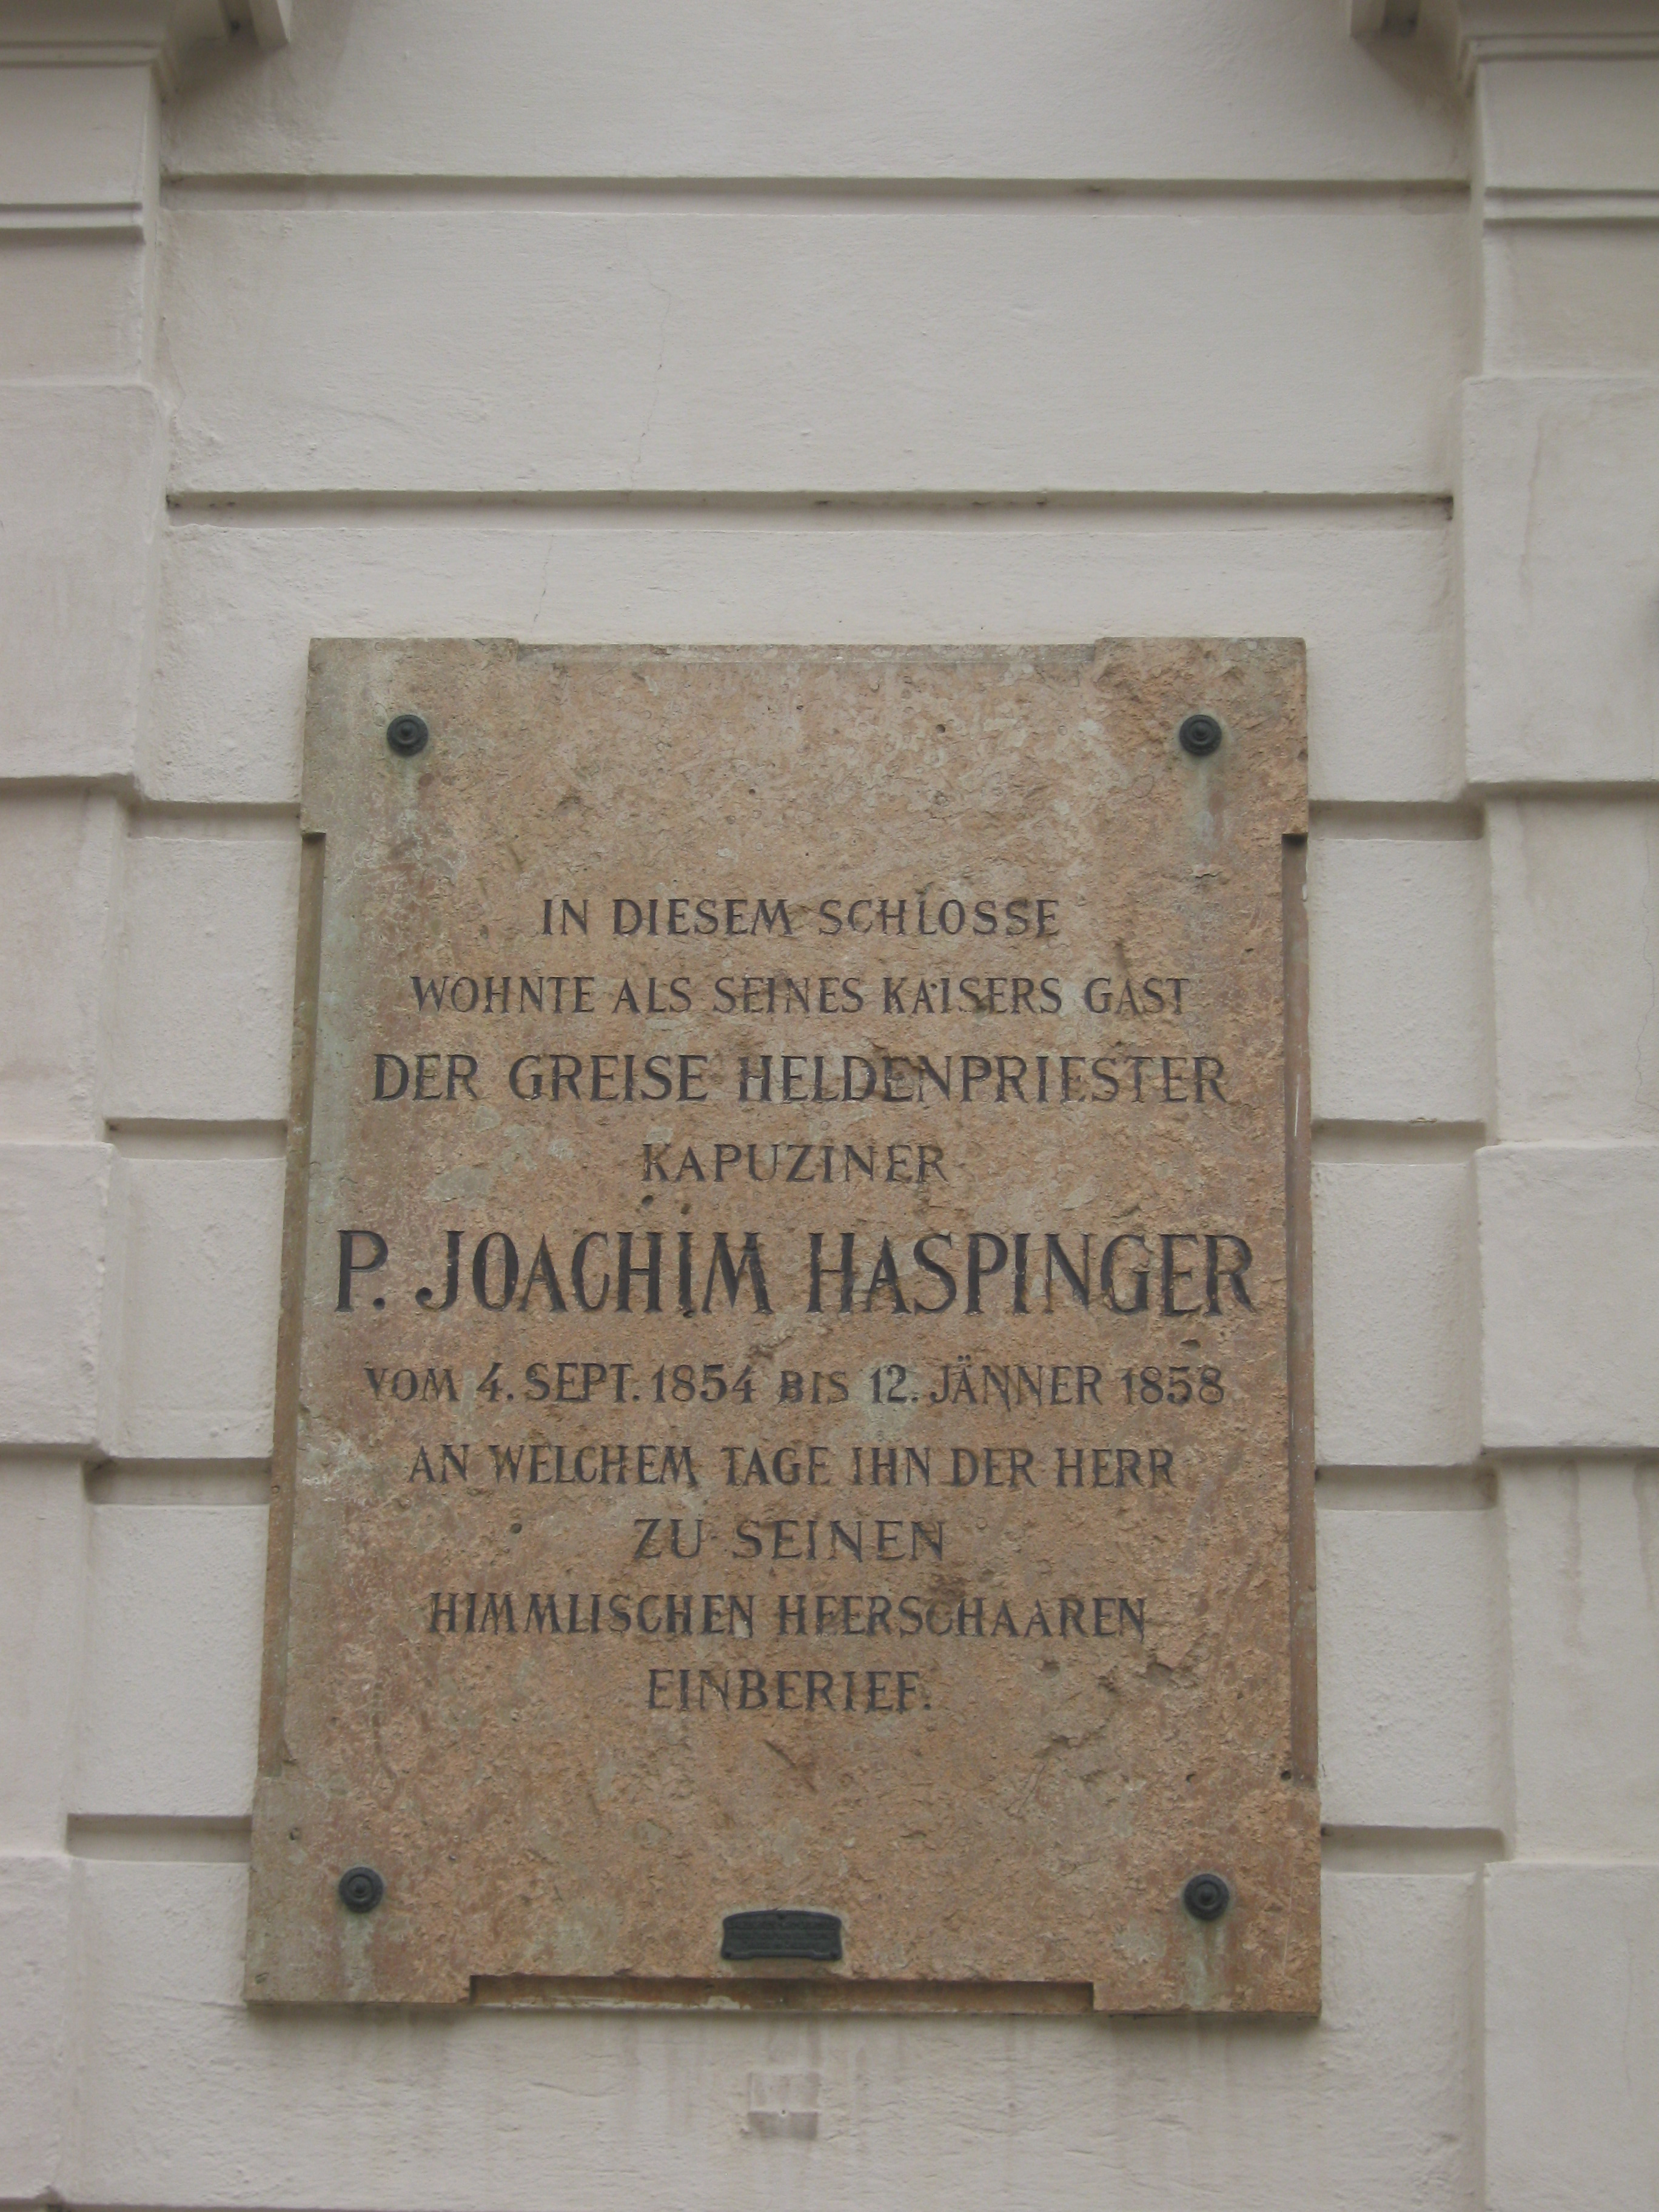 IN DIESEM SCHLOSSE
WOHNTE ALS SEINES KAISERS GAST
DER GREISE HELDENPRIESTER
KAPUZINER
P. JOACHIM HASPINGER
VOM 4. SEPT. 1854 BIS 12. JÄNNER 1858
AN WELCHEM TAGE IHN DER HERR
ZU SEINEN
HIMMLISCHEN HEERSCHAAREN
EINBERIEF.